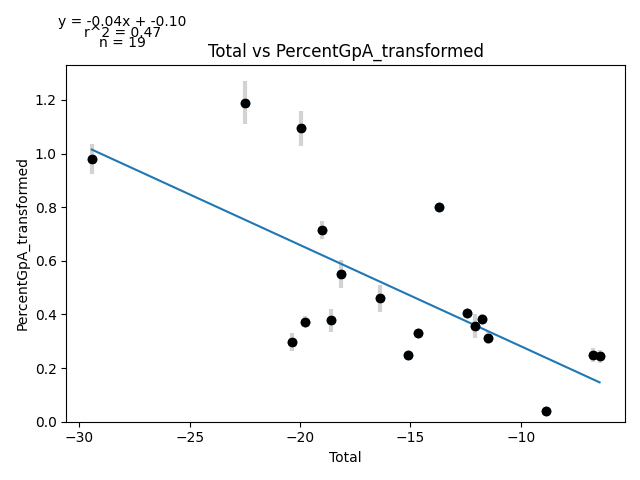 y = -0.04x + -0.10
r^2 = 0.47
n = 19
Total vs PercentGpA_transformed
PercentGpA_transformed
1.2
1.0
0.8
0.6
0.4
0.2
0.0
−30 −25 −20 −15 −10
Total